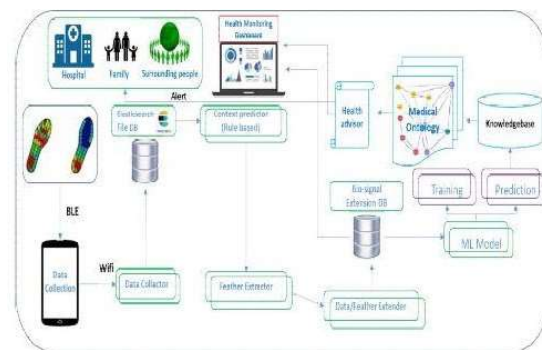 Health Monitoring
Dashboard
Hospital
Family
Surrounding people
Alert
Elasticsearch
File DB
Context predictor
(Rule based)
Health
advisor
Medical
Ontology
Knowledgebase
BLE
Bio-signal
Extension DB
Training
Prediction
ML Model
Data
Collection
Wifi
Data Collector
Feather Extractor
Data/Feather Extender